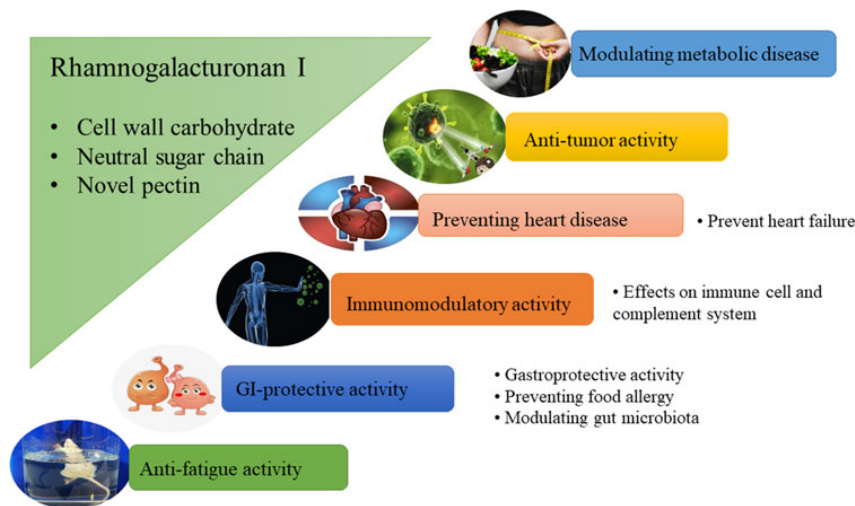 Rhamnogalacturonan I
• Cell wall carbohydrate
• Neutral sugar chain
• Novel pectin
Modulating metabolic disease
Anti-tumor activity
Preventing heart disease
• Prevent heart failure
Immunomodulatory activity
• Effects on immune cell and
complement system
GI-protective activity
• Gastroprotective activity
• Preventing food allergy
• Modulating gut microbiota
Anti-fatigue activity